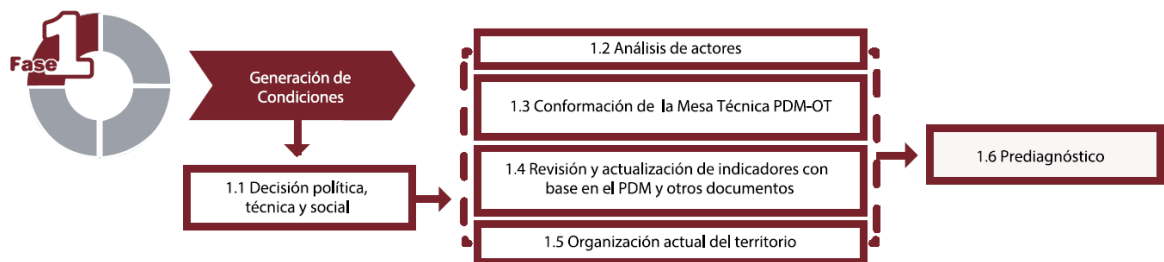 Fase 1
Generación de
Condiciones
1.1 Decisión política,
técnica y social
1.2 Análisis de actores
1.3 Conformación de la Mesa Técnica PDM-OT
1.4 Revisión y actualización de indicadores con
base en el PDM y otros documentos
1.5 Organización actual del territorio
1.6 Prediagnóstico